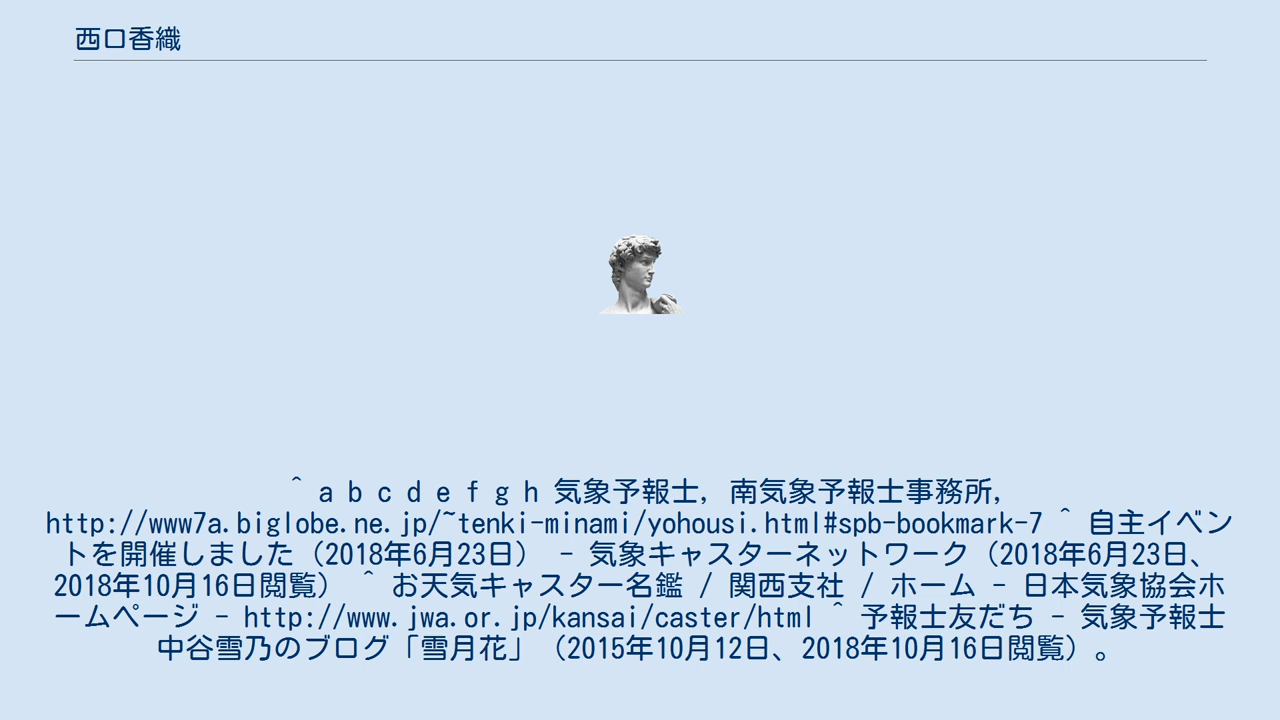 西口香織
^ a b c d e f g h 気象予報士, 南気象予報士事務所,
http://www7a.biglobe.ne.jp/~tenki-minami/yohousi.html#spb-bookmark-7 ^ 自主イベン
トを開催しました（2018年6月23日） - 気象キャスターネットワーク（2018年6月23日、
2018年10月16日閲覧） ^ お天気キャスター名鑑 / 関西支社 / ホーム - 日本気象協会ホ
ームページ - http://www.jwa.or.jp/kansai/caster/html ^ 予報士友だち - 気象予報士
中谷雪乃のブログ「雪月花」（2015年10月12日、2018年10月16日閲覧）。